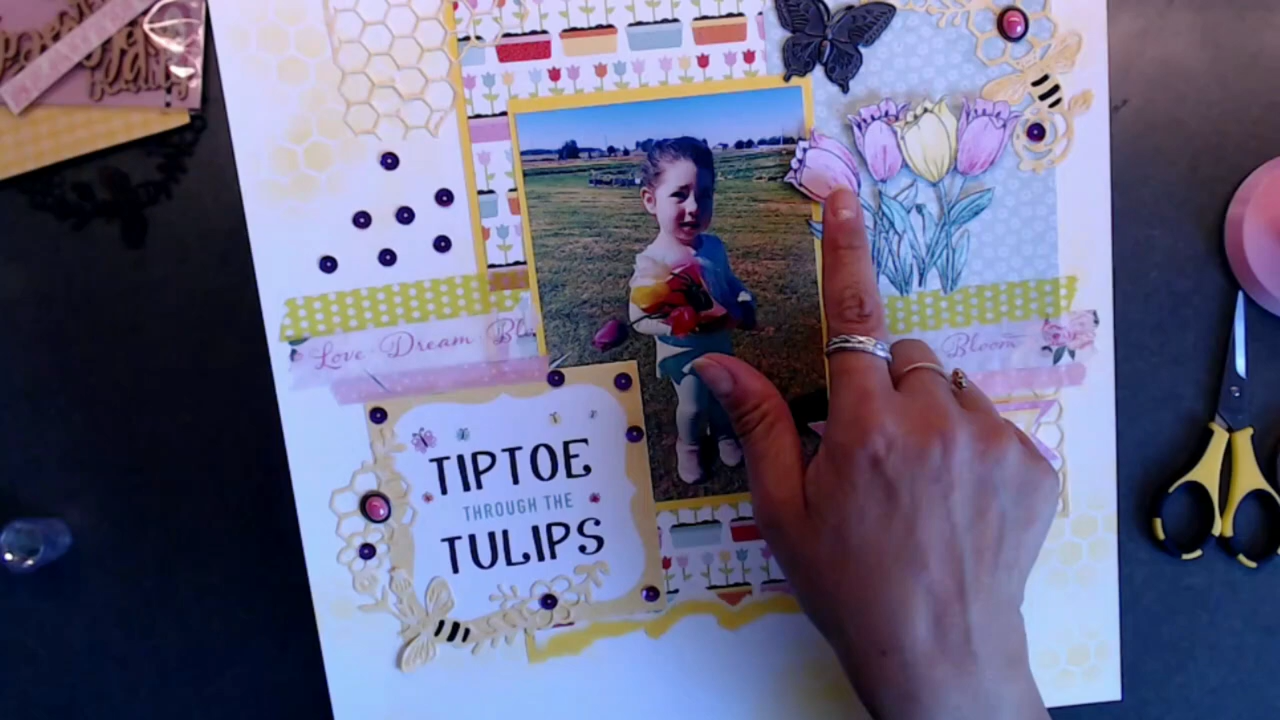 Love Dream Bl
Bloom
TIPTOE
THROUGH THE
TULIPS